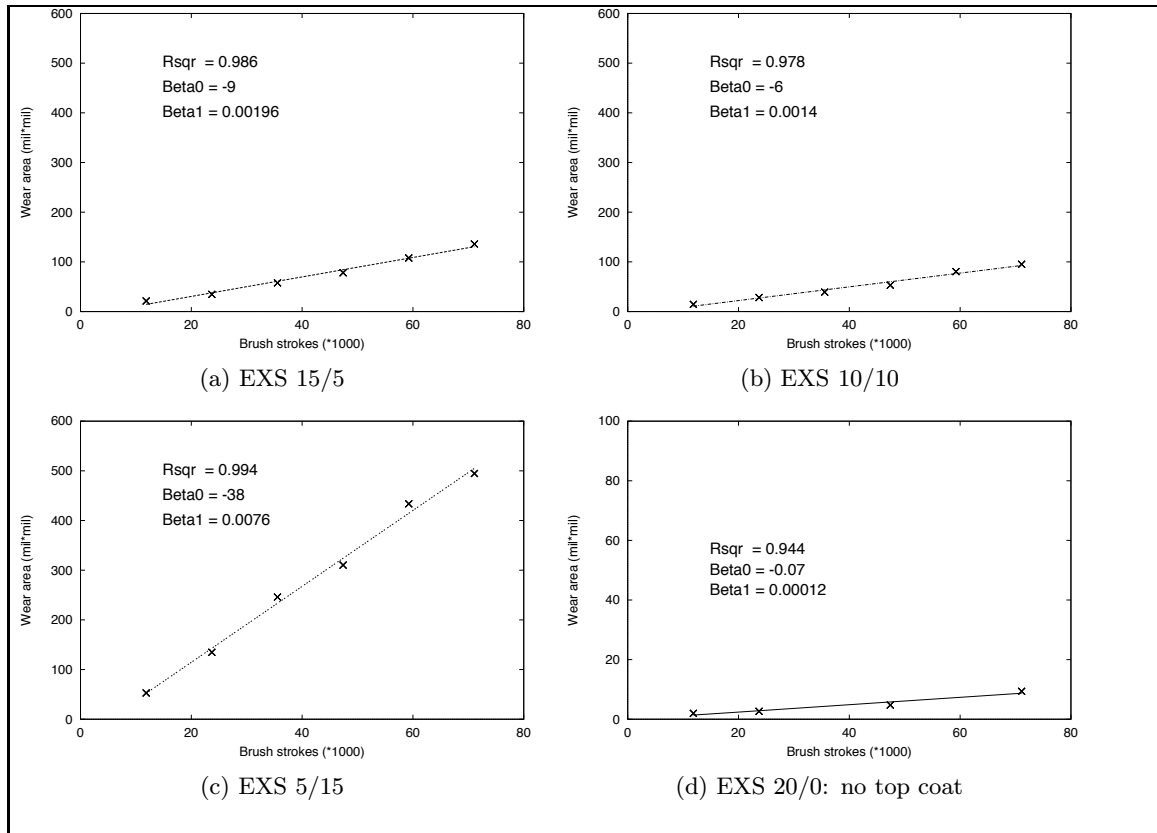 600
500
400
300
200
100
0
Wear area (mil*mil)
Rsqr = 0.986
Beta0 = -9
Beta1 = 0.00196
0 20 40 60 80
Brush strokes (*1000)
(a) EXS 15/5
600
500
400
300
200
100
0
Wear area (mil*mil)
Rsqr = 0.978
Beta0 = -6
Beta1 = 0.0014
0 20 40 60 80
Brush strokes (*1000)
(b) EXS 10/10
600
500
400
300
200
100
0
Wear area (mil*mil)
Rsqr = 0.994
Beta0 = -38
Beta1 = 0.0076
0 20 40 60 80
Brush strokes (*1000)
(c) EXS 5/15
100
80
60
40
20
0
Wear area (mil*mil)
Rsqr = 0.944
Beta0 = -0.07
Beta1 = 0.00012
0 20 40 60 80
Brush strokes (*1000)
(d) EXS 20/0: no top coat